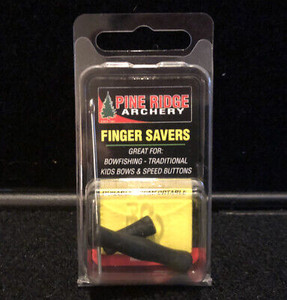 PINE RIDGE
ARCHERY
FINGER SAVERS
GREAT FOR:
BOWFISHING - TRADITIONAL
KIDS BOWS & SPEED BUTTONS